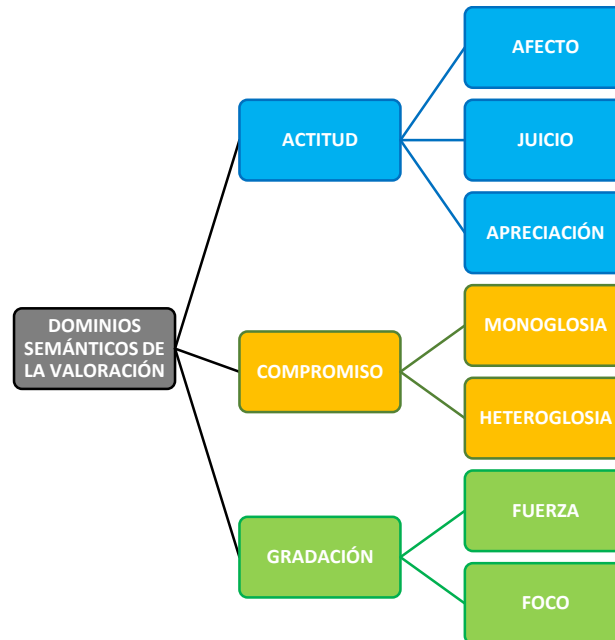 DOMINIOS
SEMÁNTICOS DE
LA VALORACIÓN
ACTITUD
AFECTO
JUICIO
APRECIACIÓN
COMPROMISO
MONOGLOSIA
HETEROGLOSIA
GRADACIÓN
FUERZA
FOCO